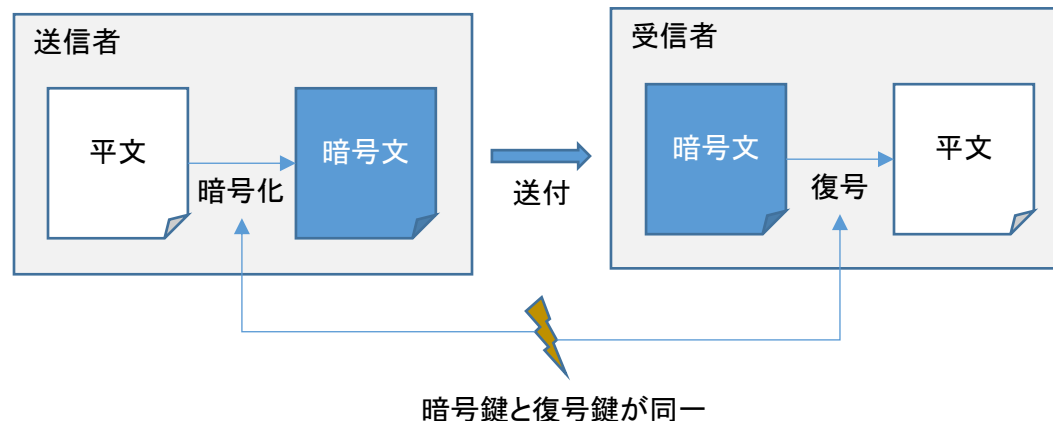 送信者
平文
暗号化
暗号文
送付
受信者
暗号文
復号
平文
暗号鍵と復号鍵が同一